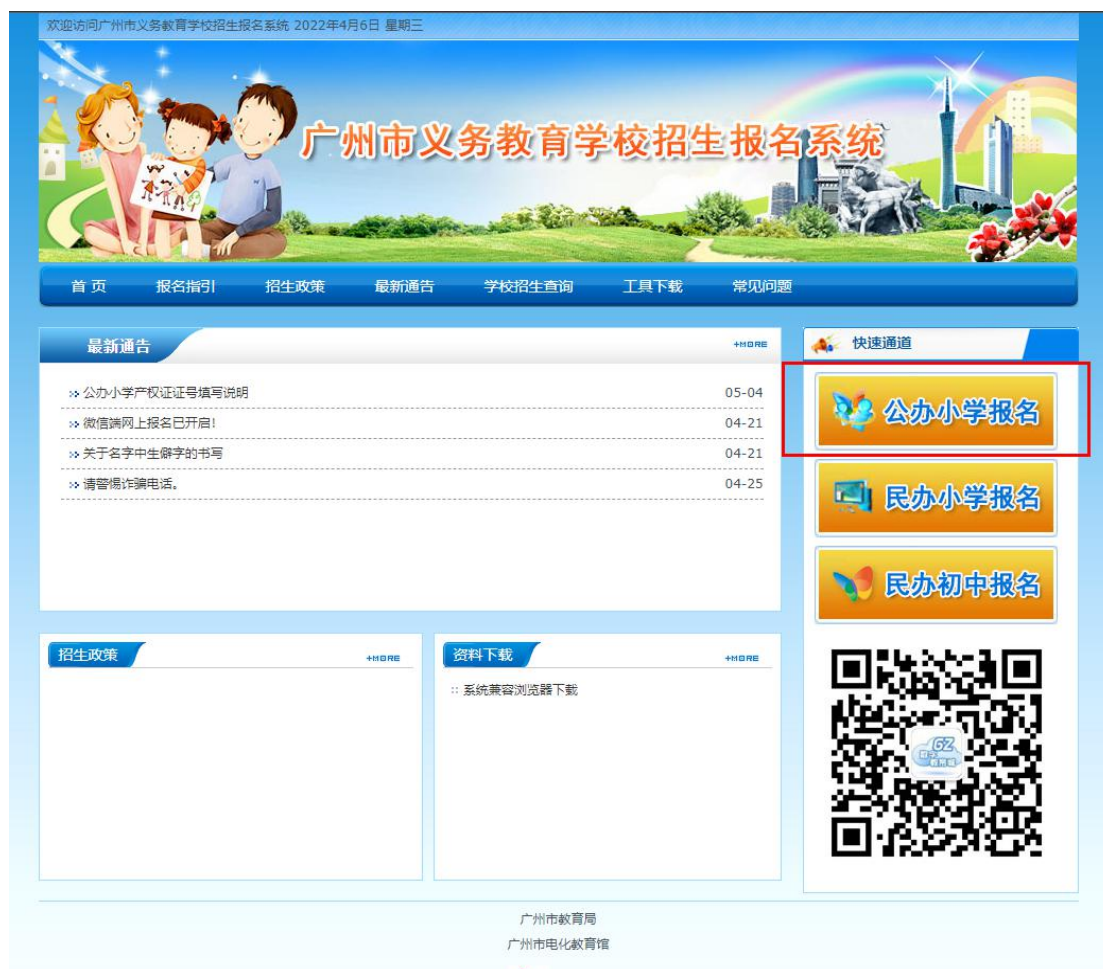 欢迎访问广州市义务教育学校招生报名系统 2022年4月6日 星期三
广州市义务教育学校招生报名系统
首 页 报名指引 招生政策 最新通告 学校招生查询 工具下载 常见问题
最新通告 +MORE
公办小学产权证证号填写说明 05-04
微信端网上报名已开启! 04-21
关于名字中生僻字的书写 04-21
请警惕诈骗电话。 04-25
快速通道
公办小学报名
民办小学报名
民办初中报名
招生政策 +MORE
资料下载 +MORE
:: 系统兼容浏览器下载
GZ
广州市教育局
广州市电化教育馆